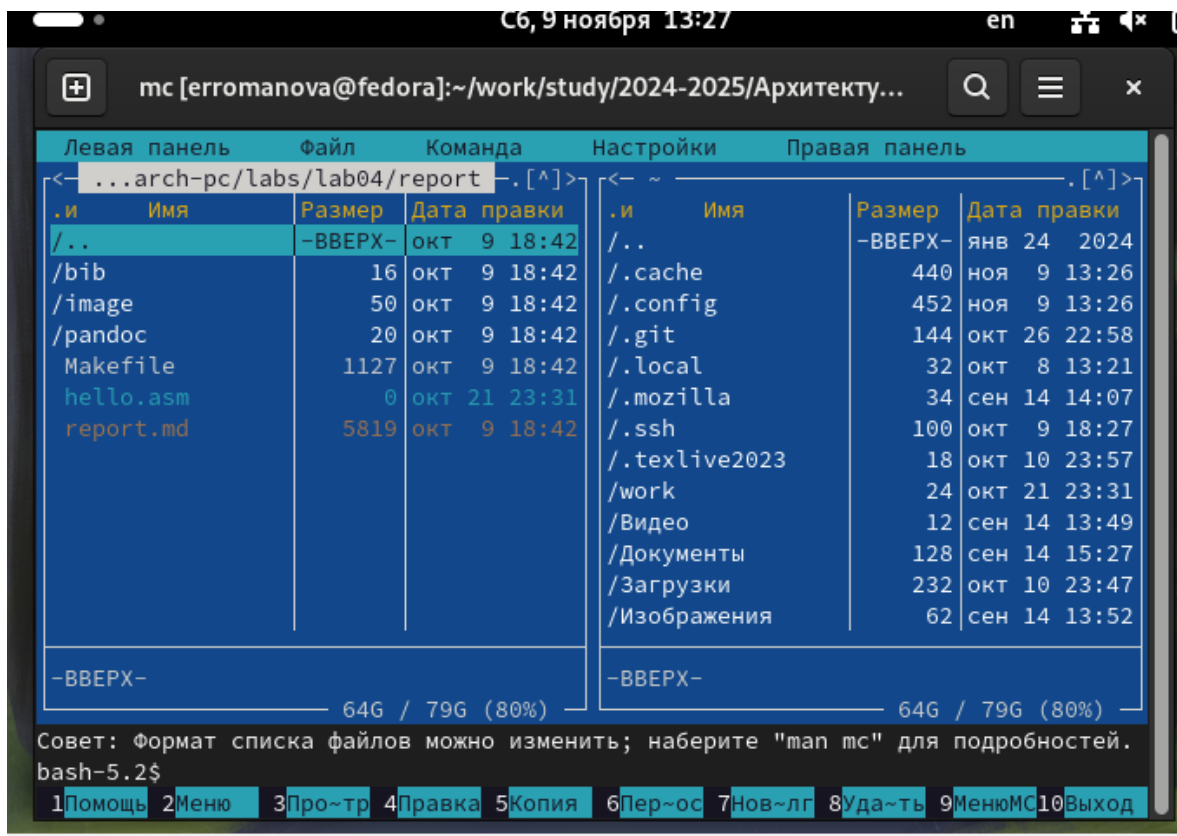 Сб, 9 ноября 13:27 en
mc [erromanova@fedora]:~/work/study/2024-2025/Архитекту...
Левая панель Файл Команда Настройки Правая панель
<— ...arch-pc/labs/lab04/report —.[^]>
.и Имя Размер Дата правки
/.. -ВВЕРХ- окт 9 18:42
/bib 16 окт 9 18:42
/image 50 окт 9 18:42
/pandoc 20 окт 9 18:42
Makefile 1127 окт 9 18:42
hello.asm 0 окт 21 23:31
report.md 5819 окт 9 18:42
-ВВЕРХ-
64G / 79G (80%)
<— ~ —.[^]>
.и Имя Размер Дата правки
/.. -ВВЕРХ- янв 24 2024
/.cache 440 ноя 9 13:26
/.config 452 ноя 9 13:26
/.git 144 окт 26 22:58
/.local 32 окт 8 13:21
/.mozilla 34 сен 14 14:07
/.ssh 100 окт 9 18:27
/.texlive2023 18 окт 10 23:57
/work 24 окт 21 23:31
/Видео 12 сен 14 13:49
/Документы 128 сен 14 15:27
/Загрузки 232 окт 10 23:47
/Изображения 62 сен 14 13:52
-ВВЕРХ-
64G / 79G (80%)
Совет: Формат списка файлов можно изменить; наберите "man mc" для подробностей.
bash-5.2$
1Помощь 2Меню 3Про~тр 4Правка 5Копия 6Пер~ос 7Нов~лг 8Уда~ть 9МенюMC 10Выход